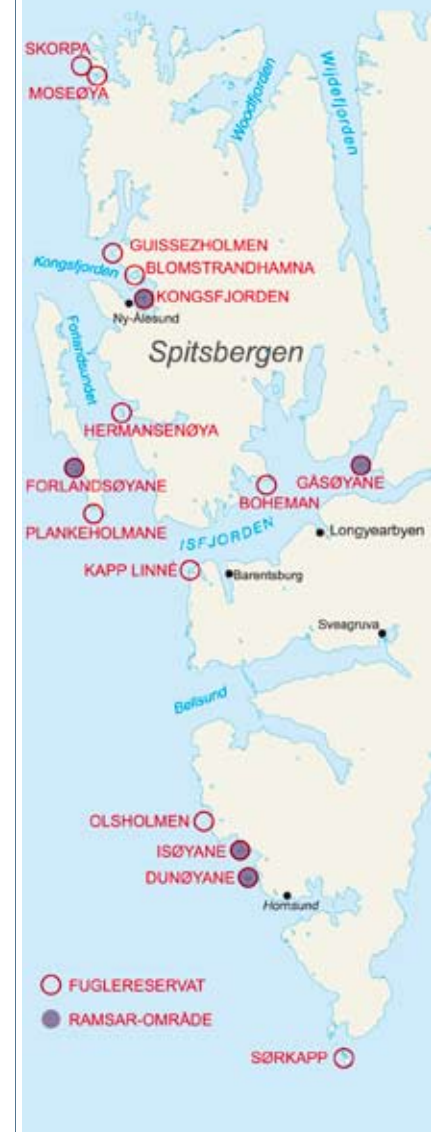 SKORPA
MOSEØYA
Woodfjorden
Wijdefjorden
GUISSEZHOLMEN
Kongsfjorden
BLOMSTRANDHAMNA
KONGSFJORDEN
Ny-Ålesund
Spitsbergen
Forlandsundet
HERMANSENØYA
FORLANDSØYANE
GÅSØYANE
BOHEMAN
PLANKEHOLMANE
ISFJORDEN
Longyearbyen
KAPP LINNÉ
Barentsburg
Sveagruva
Bellsund
OLSHOLMEN
ISØYANE
DUNØYANE
Hornsund
FUGLERESERVAT
RAMSAR-OMRÅDE
SØRKAPP